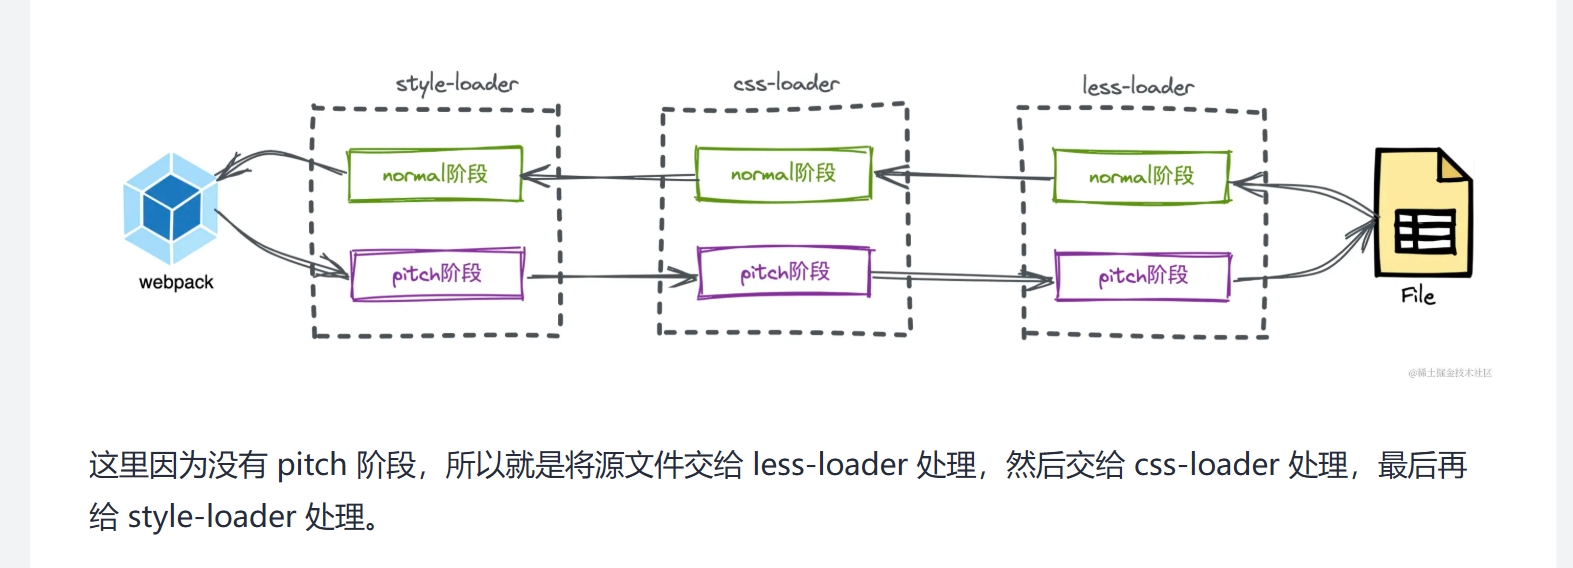 style-loader
css-loader
less-loader
normal阶段
normal阶段
normal阶段
pitch阶段
pitch阶段
pitch阶段
webpack
File
@稀土掘金技术社区
这里因为没有 pitch 阶段，所以就是将源文件交给 less-loader 处理，然后交给 css-loader 处理，最后再
给 style-loader 处理。